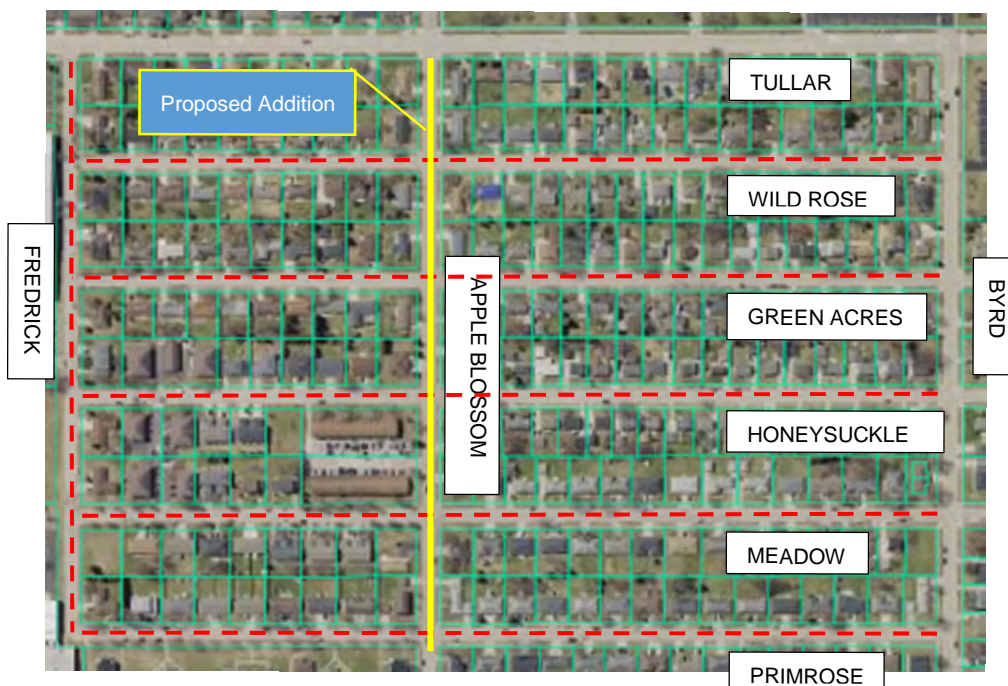 TULLAR
Proposed Addition
WILD ROSE
FREDRICK
APPLE BLOSSOM
BYRD
GREEN ACRES
HONEYSUCKLE
MEADOW
PRIMROSE